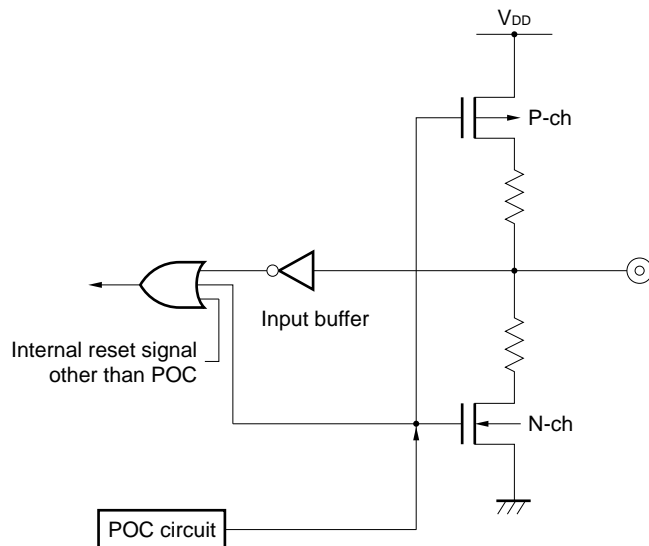 VDD
P-ch
Input buffer
Internal reset signal
other than POC
N-ch
POC circuit